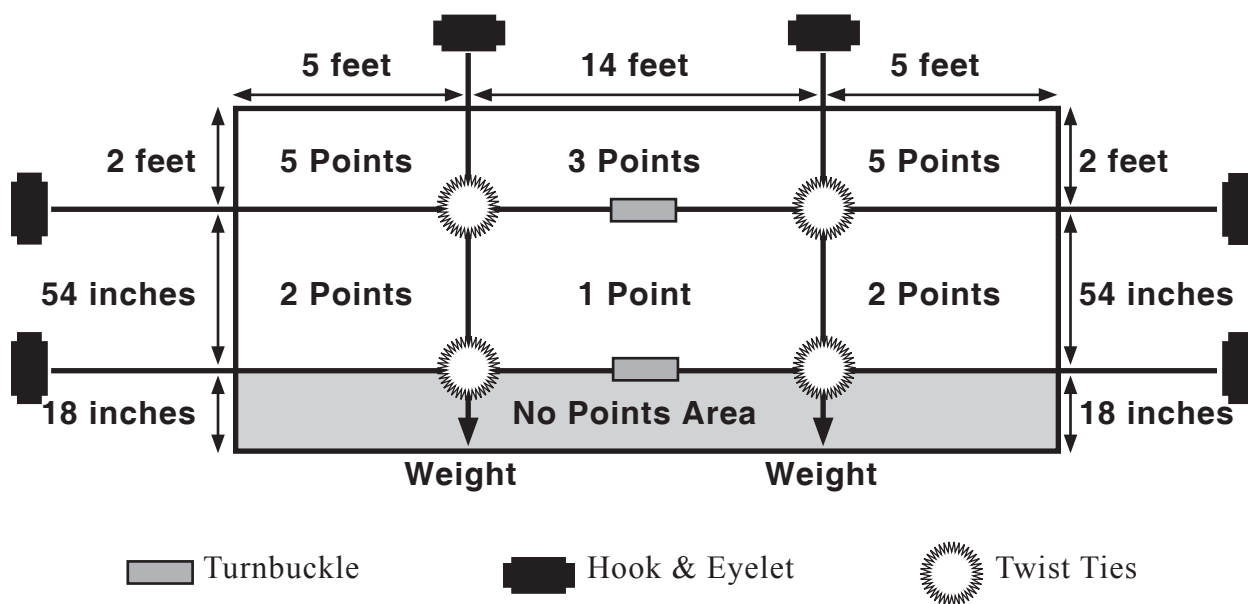 5 feet 14 feet 5 feet
2 feet 5 Points 3 Points 5 Points 2 feet
54 inches 2 Points 1 Point 2 Points 54 inches
18 inches No Points Area 18 inches
Weight Weight
Turnbuckle Hook & Eyelet Twist Ties